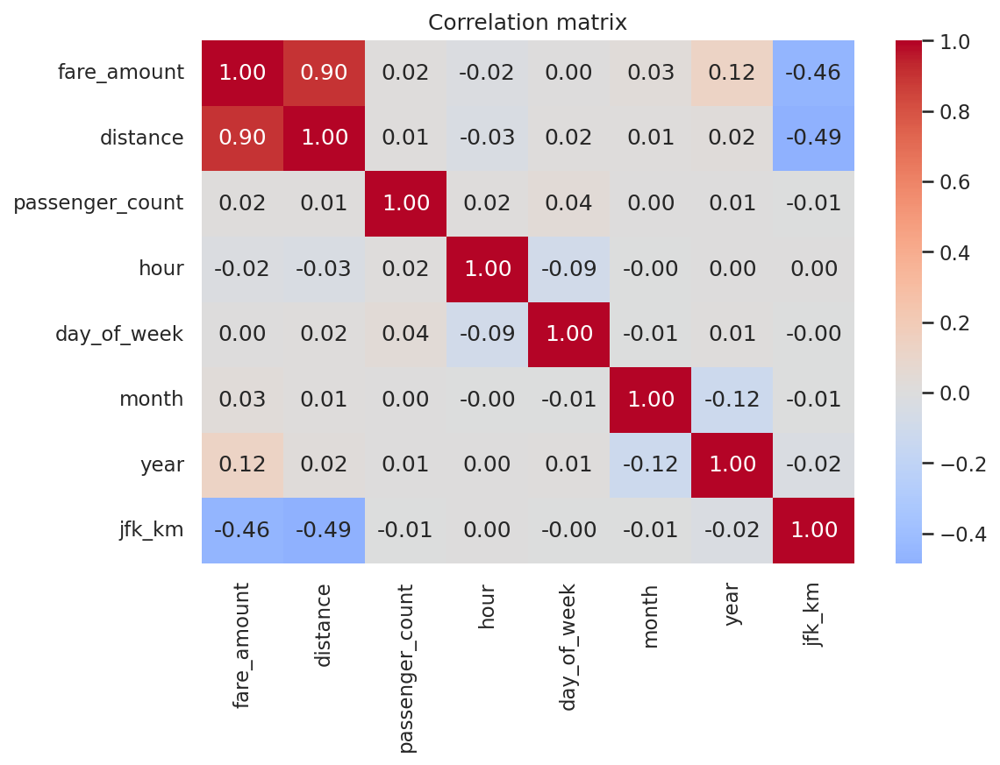 Correlation matrix
fare_amount 1.00 0.90 0.02 -0.02 0.00 0.03 0.12 -0.46
distance 0.90 1.00 0.01 -0.03 0.02 0.01 0.02 -0.49
passenger_count 0.02 0.01 1.00 0.02 0.04 0.00 0.01 -0.01
hour -0.02 -0.03 0.02 1.00 -0.09 -0.00 0.00 0.00
day_of_week 0.00 0.02 0.04 -0.09 1.00 -0.01 0.01 -0.00
month 0.03 0.01 0.00 -0.00 -0.01 1.00 -0.12 -0.01
year 0.12 0.02 0.01 0.00 0.01 -0.12 1.00 -0.02
jfk_km -0.46 -0.49 -0.01 0.00 -0.00 -0.01 -0.02 1.00
fare_amount
distance
passenger_count
hour
day_of_week
month
year
jfk_km
1.0
0.8
0.6
0.4
0.2
0.0
−0.2
−0.4